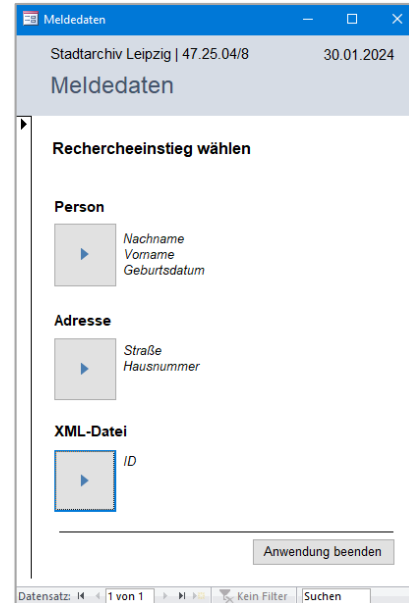 Meldedaten
Stadtarchiv Leipzig | 47.25.04/8 30.01.2024
Meldedaten
Rechercheeinstieg wählen
Person
Nachname
Vorname
Geburtsdatum
Adresse
Straße
Hausnummer
XML-Datei
ID
Anwendung beenden
Datensatz: 1 von 1 Kein Filter Suchen